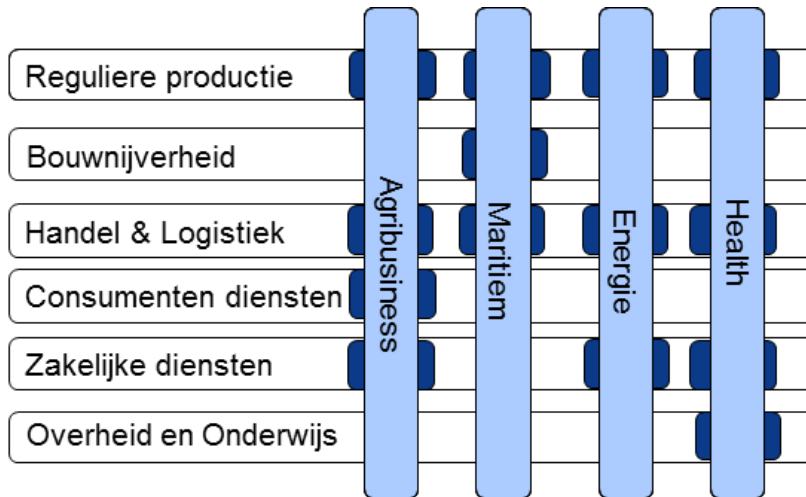 Reguliere productie
Bouwnijverheid
Handel & Logistiek
Consumenten diensten
Zakelijke diensten
Overheid en Onderwijs
Agribusiness
Maritiem
Energie
Health